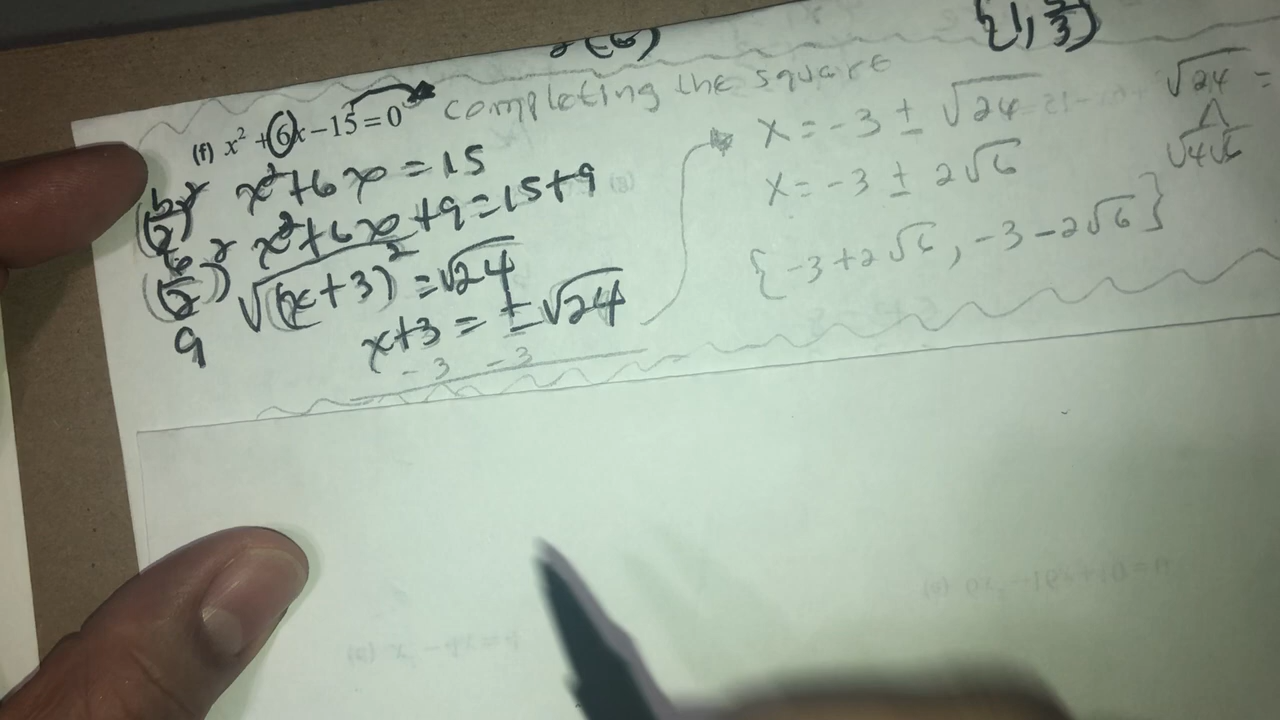 2(6)
{1, 5/3}
(f) x² + 6x − 15 = 0
completing the square
(b/2)² x² + 6x = 15
(6/2)² x² + 6x + 9 = 15 + 9
9 √(x+3)² = √24
x + 3 = ± √24
− 3 − 3
x = −3 ± √24
x = −3 ± 2√6
{−3 + 2√6, −3 − 2√6}
√24 =
√4√6